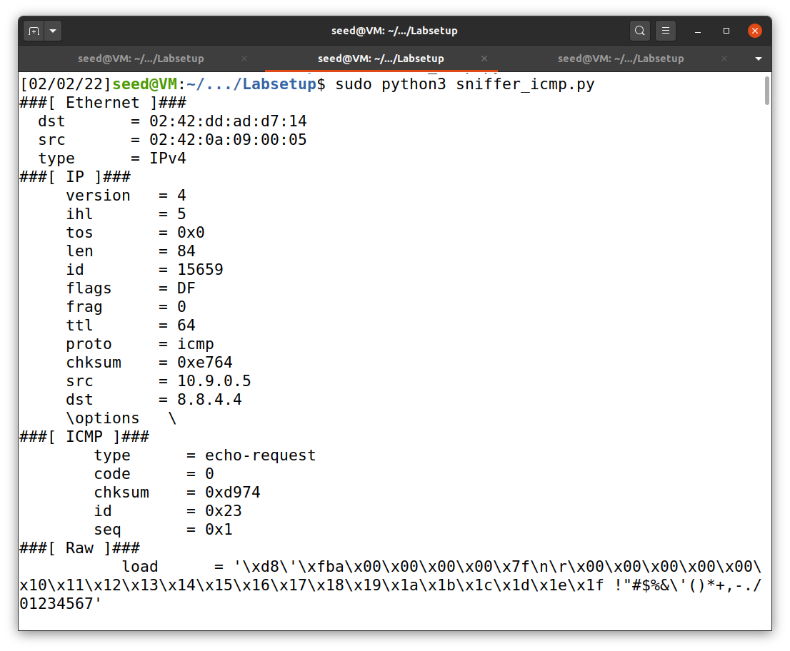 seed@VM: ~/.../Labsetup
seed@VM: ~/.../Labsetup
seed@VM: ~/.../Labsetup
seed@VM: ~/.../Labsetup
[02/02/22]seed@VM:~/.../Labsetup$ sudo python3 sniffer_icmp.py
###[ Ethernet ]###
  dst       = 02:42:dd:ad:d7:14
  src       = 02:42:0a:09:00:05
  type      = IPv4
###[ IP ]###
     version   = 4
     ihl       = 5
     tos       = 0x0
     len       = 84
     id        = 15659
     flags     = DF
     frag      = 0
     ttl       = 64
     proto     = icmp
     chksum    = 0xe764
     src       = 10.9.0.5
     dst       = 8.8.4.4
     \options   \
###[ ICMP ]###
        type      = echo-request
        code      = 0
        chksum    = 0xd974
        id        = 0x23
        seq       = 0x1
###[ Raw ]###
           load      = '\xd8\'\xfba\x00\x00\x00\x00\x7f\n\r\x00\x00\x00\x00\x00\
x10\x11\x12\x13\x14\x15\x16\x17\x18\x19\x1a\x1b\x1c\x1d\x1e\x1f !"#$%&\'()*+,-./
01234567'